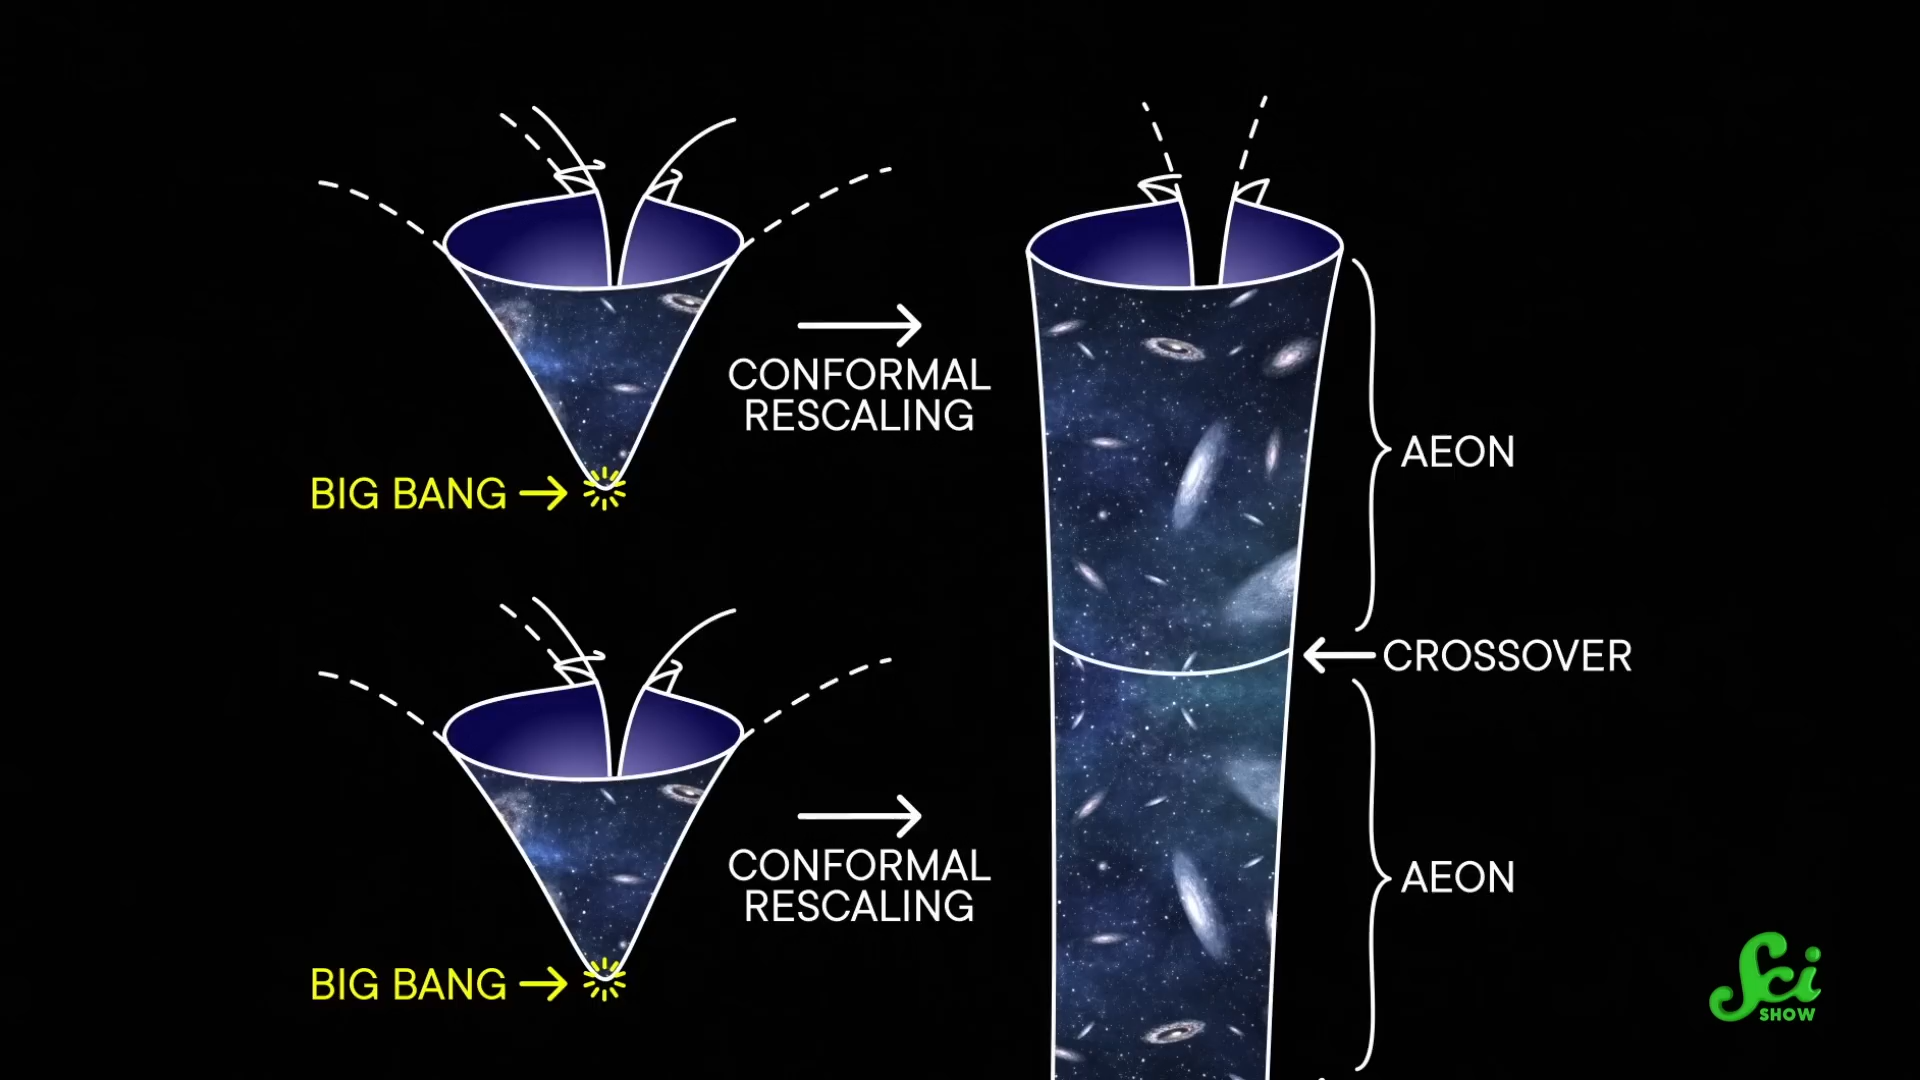 CONFORMAL
RESCALING
BIG BANG
AEON
CROSSOVER
CONFORMAL
RESCALING
AEON
BIG BANG
Sci
SHOW